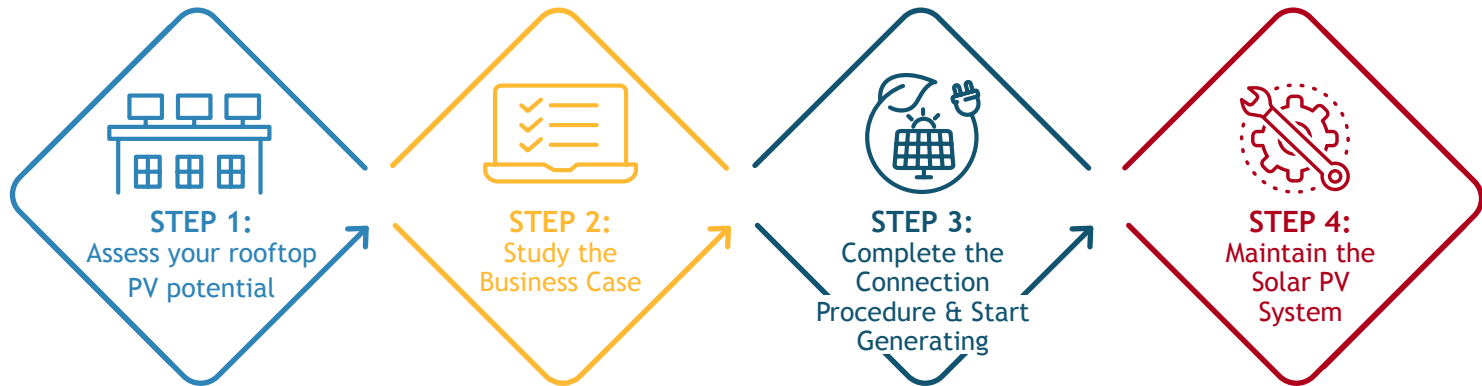 STEP 1:
Assess your rooftop
PV potential
STEP 2:
Study the
Business Case
STEP 3:
Complete the
Connection
Procedure & Start
Generating
STEP 4:
Maintain the
Solar PV
System